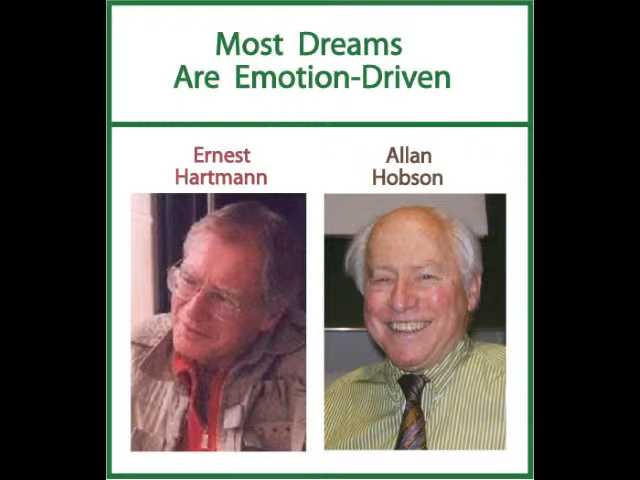 Most Dreams
Are Emotion-Driven
Ernest
Hartmann
Allan
Hobson